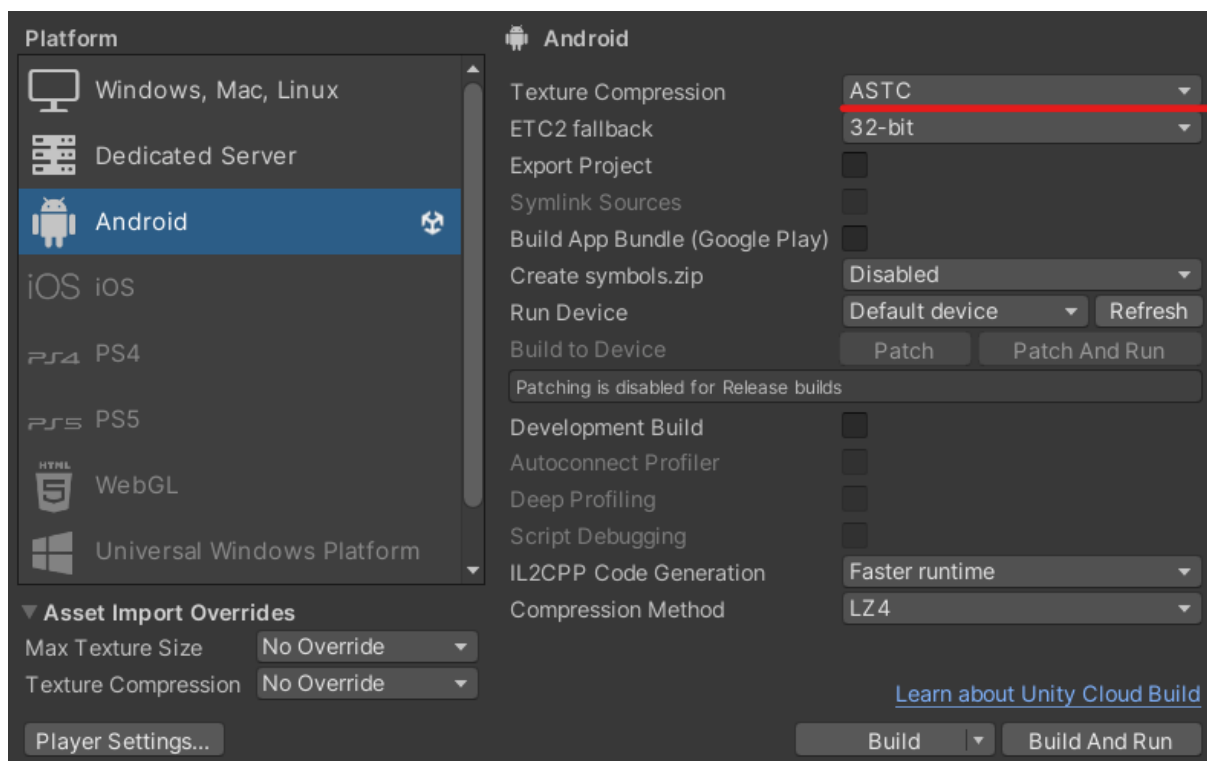 Platform
Windows, Mac, Linux
Dedicated Server
Android
iOS iOS
PS4 PS4
PS5 PS5
HTML
5 WebGL
Universal Windows Platform
Asset Import Overrides
Max Texture Size No Override
Texture Compression No Override
Player Settings...
Android
Texture Compression ASTC
ETC2 fallback 32-bit
Export Project
Symlink Sources
Build App Bundle (Google Play)
Create symbols.zip Disabled
Run Device Default device Refresh
Build to Device Patch Patch And Run
Patching is disabled for Release builds
Development Build
Autoconnect Profiler
Deep Profiling
Script Debugging
IL2CPP Code Generation Faster runtime
Compression Method LZ4
Learn about Unity Cloud Build
Build Build And Run